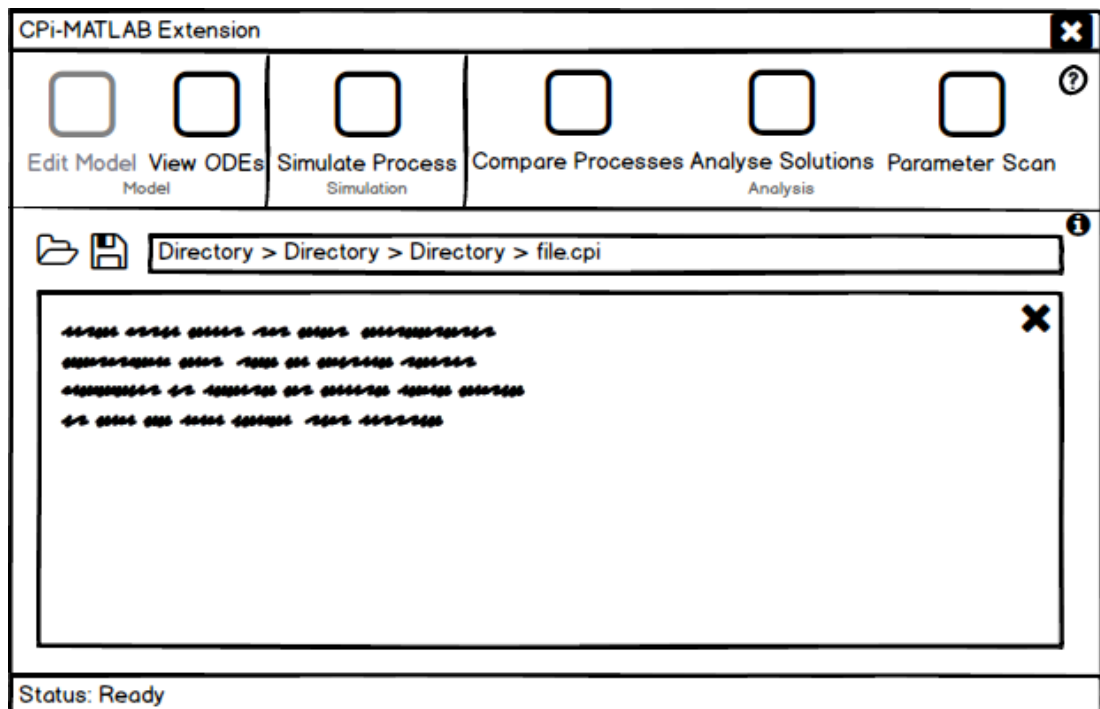 CPi-MATLAB Extension
Edit Model View ODEs Simulate Process Compare Processes Analyse Solutions Parameter Scan
Model Simulation Analysis
Directory > Directory > Directory > file.cpi
Status: Ready